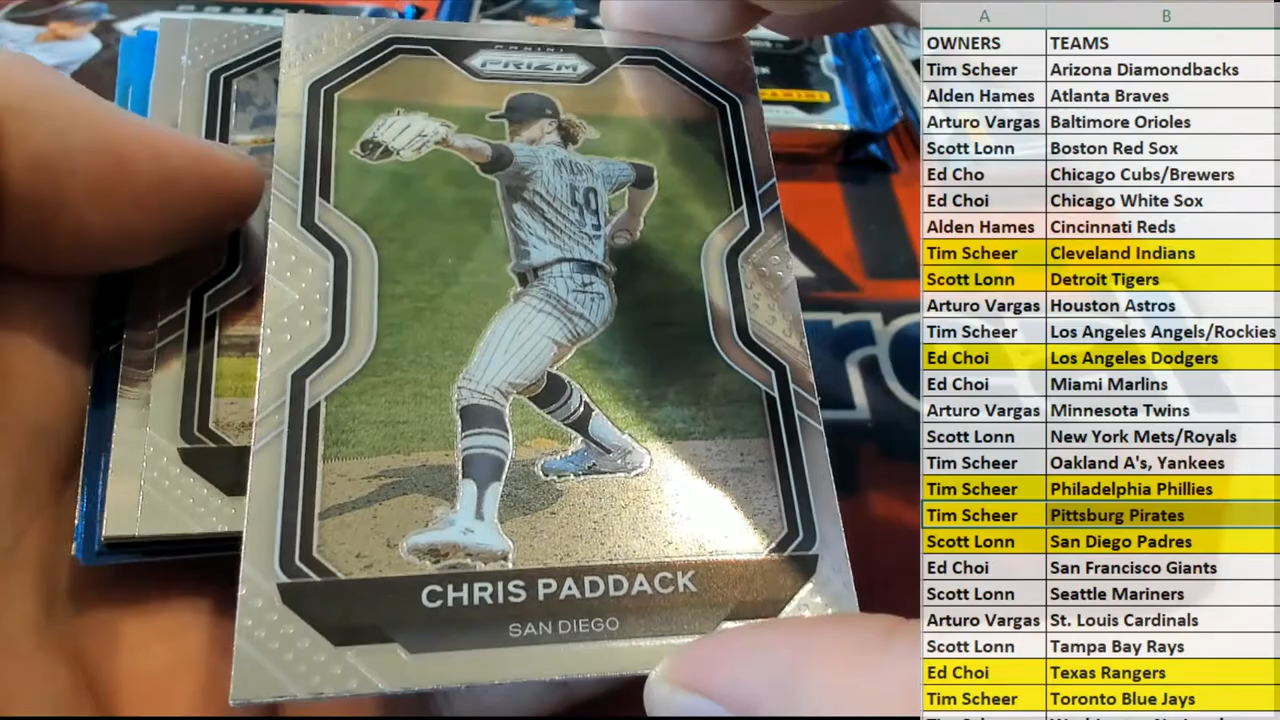 PANINI
PRIZM
59
CHRIS PADDACK
SAN DIEGO
A B
OWNERS TEAMS
Tim Scheer Arizona Diamondbacks
Alden Hames Atlanta Braves
Arturo Vargas Baltimore Orioles
Scott Lonn Boston Red Sox
Ed Cho Chicago Cubs/Brewers
Ed Choi Chicago White Sox
Alden Hames Cincinnati Reds
Tim Scheer Cleveland Indians
Scott Lonn Detroit Tigers
Arturo Vargas Houston Astros
Tim Scheer Los Angeles Angels/Rockies
Ed Choi Los Angeles Dodgers
Ed Choi Miami Marlins
Arturo Vargas Minnesota Twins
Scott Lonn New York Mets/Royals
Tim Scheer Oakland A's, Yankees
Tim Scheer Philadelphia Phillies
Tim Scheer Pittsburg Pirates
Scott Lonn San Diego Padres
Ed Choi San Francisco Giants
Scott Lonn Seattle Mariners
Arturo Vargas St. Louis Cardinals
Scott Lonn Tampa Bay Rays
Ed Choi Texas Rangers
Tim Scheer Toronto Blue Jays